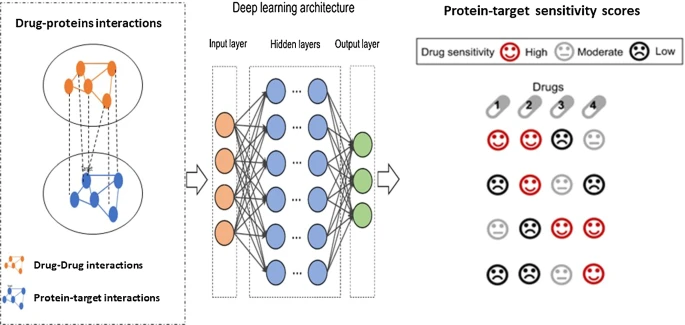 Drug-proteins interactions
Drug-Drug interactions
Protein-target interactions
Deep learning architecture
Input layer
Hidden layers
Output layer
...
...
...
...
...
...
Protein-target sensitivity scores
Drug sensitivity High Moderate Low
Drugs
1 2 3 4